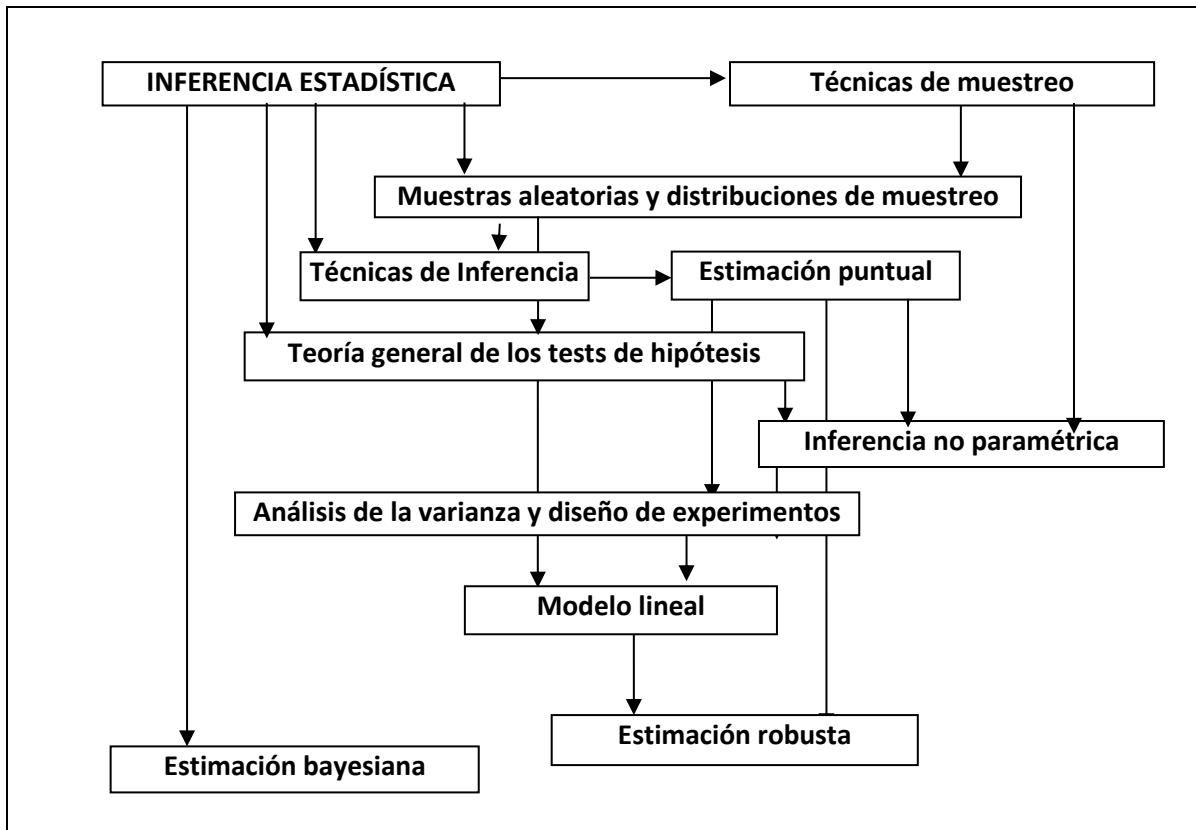 INFERENCIA ESTADÍSTICA
Técnicas de muestreo
Muestras aleatorias y distribuciones de muestreo
Técnicas de Inferencia
Estimación puntual
Teoría general de los tests de hipótesis
Inferencia no paramétrica
Análisis de la varianza y diseño de experimentos
Modelo lineal
Estimación robusta
Estimación bayesiana